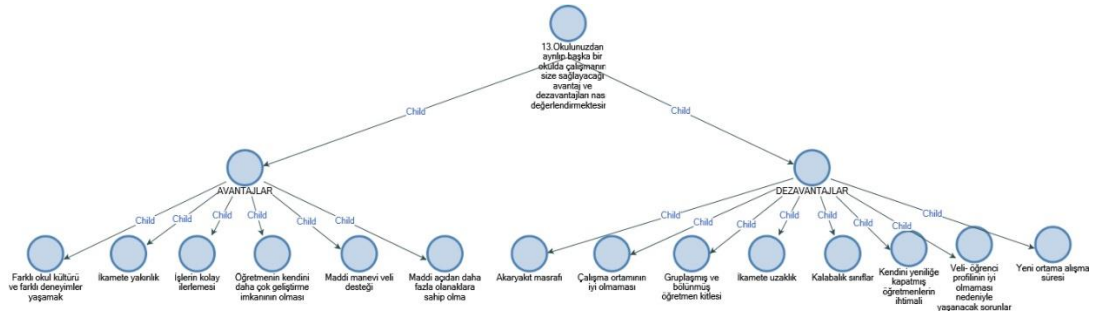 13.Okulunuzdan
ayrılıp başka bir
okulda çalışmanın
size sağlayacağı
avantaj ve
dezavantajları nas
değerlendirmektesin
Child
Child
AVANTAJLAR
DEZAVANTAJLAR
Child
Child
Child
Child
Child
Child
Child
Child
Child
Child
Child
Child
Child
Child
Farklı okul kültürü
ve farklı deneyimler
yaşamak
İkamete yakınlık
İşlerin kolay
ilerlemesi
Öğretmenin kendini
daha çok geliştirme
imkanının olması
Maddi manevi veli
desteği
Maddi açıdan daha
fazla olanaklara
sahip olma
Akaryakıt masrafı
Çalışma ortamının
iyi olmaması
Gruplaşmış ve
bölünmüş
öğretmen kitlesi
İkamete uzaklık
Kalabalık sınıflar
Kendini yeniliğe
kapatmış
öğretmenlerin
ihtimali
Veli- öğrenci
profilinin iyi
olmaması
nedeniyle
yaşanacak sorunlar
Yeni ortama alışma
süresi